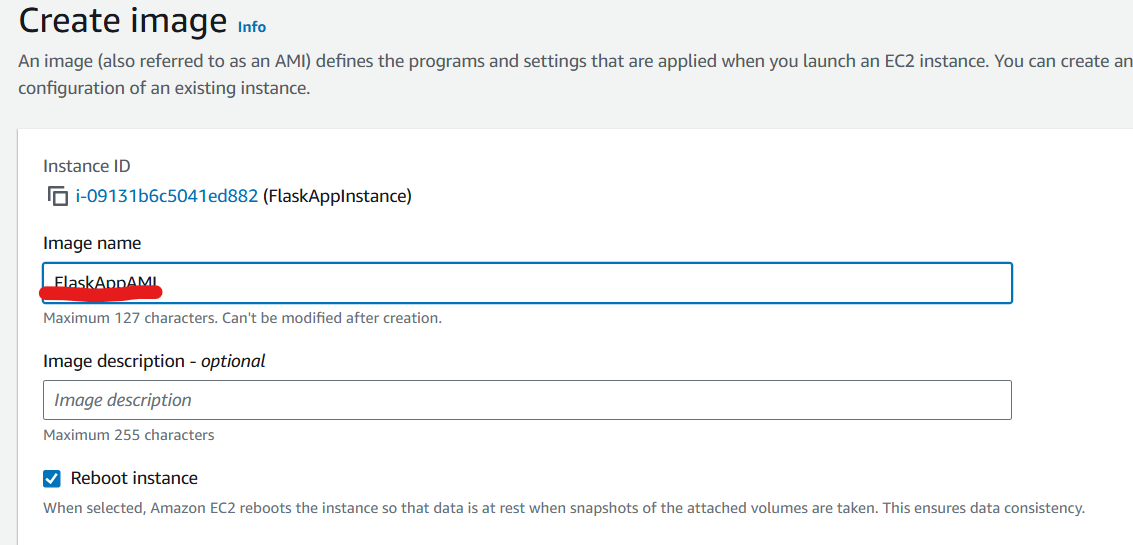 Create image Info
An image (also referred to as an AMI) defines the programs and settings that are applied when you launch an EC2 instance. You can create an
configuration of an existing instance.
Instance ID
i-09131b6c5041ed882 (FlaskAppInstance)
Image name
FlaskAppAMI
Maximum 127 characters. Can't be modified after creation.
Image description - optional
Image description
Maximum 255 characters
Reboot instance
When selected, Amazon EC2 reboots the instance so that data is at rest when snapshots of the attached volumes are taken. This ensures data consistency.